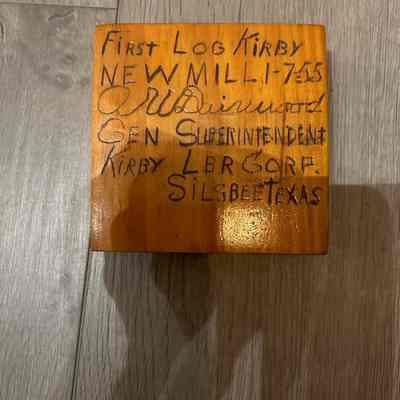 FIRST LOG KIRBY
NEW MILL 1-7-55
GEN SUPERINTENDENT
KIRBY LBR CORP.
SILSBEE TEXAS